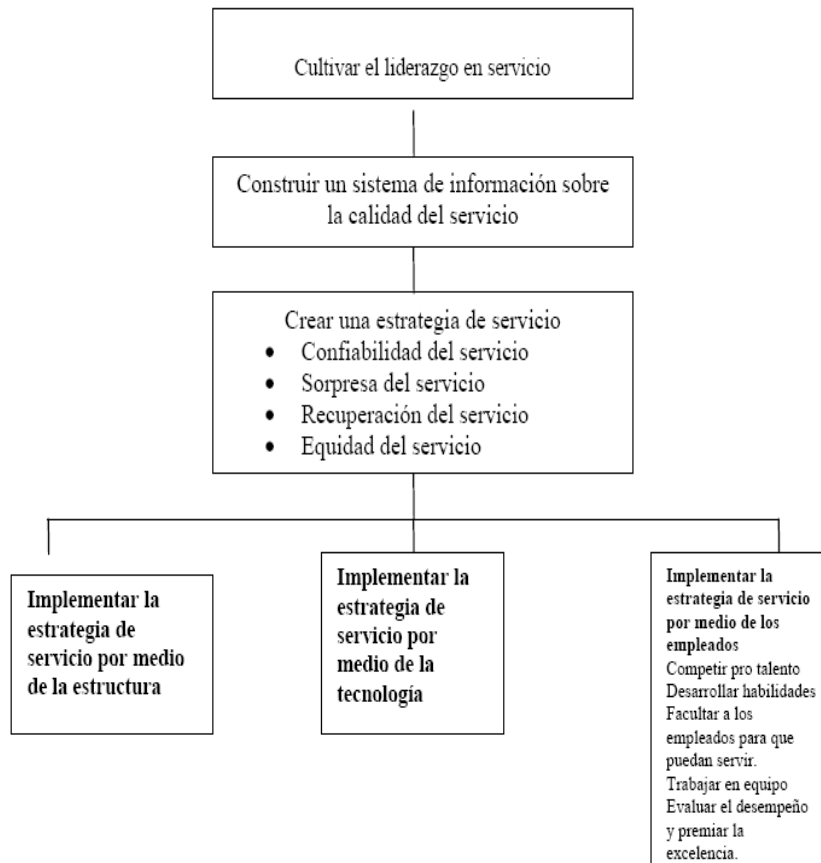 Cultivar el liderazgo en servicio
Construir un sistema de información sobre
la calidad del servicio
Crear una estrategia de servicio
• Confiabilidad del servicio
• Sorpresa del servicio
• Recuperación del servicio
• Equidad del servicio
Implementar la
estrategia de
servicio por medio
de la estructura
Implementar la
estrategia de
servicio por
medio de la
tecnología
Implementar la
estrategia de servicio
por medio de los
empleados
Competir pro talento
Desarrollar habilidades
Facultar a los
empleados para que
puedan servir.
Trabajar en equipo
Evaluar el desempeño
y premiar la
excelencia.